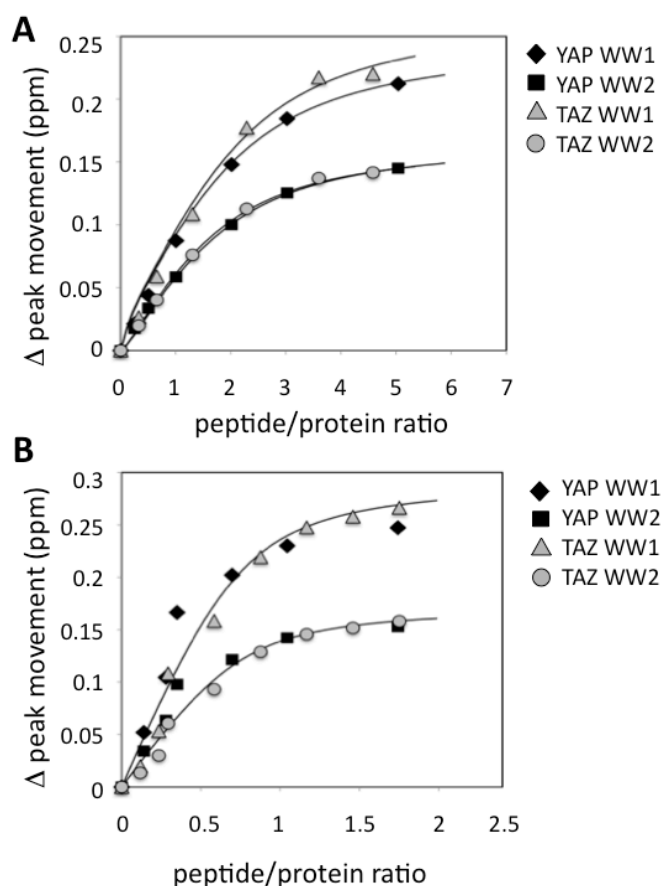 A
Δ peak movement (ppm)
0.25
0.2
0.15
0.1
0.05
0
0 1 2 3 4 5 6 7
peptide/protein ratio
YAP WW1
YAP WW2
TAZ WW1
TAZ WW2
B
Δ peak movement (ppm)
0.3
0.25
0.2
0.15
0.1
0.05
0
0 0.5 1 1.5 2 2.5
peptide/protein ratio
YAP WW1
YAP WW2
TAZ WW1
TAZ WW2